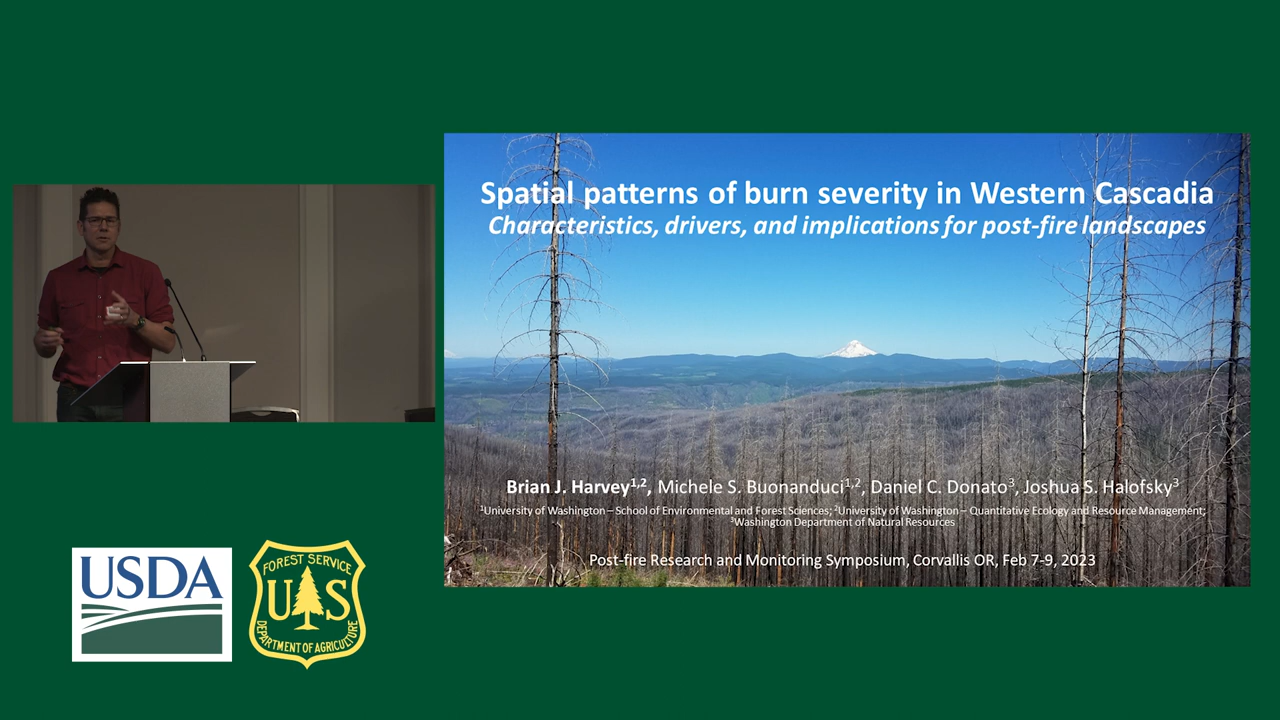 Spatial patterns of burn severity in Western Cascadia
Characteristics, drivers, and implications for post-fire landscapes
Brian J. Harvey1,2, Michele S. Buonanduci1,2, Daniel C. Donato3, Joshua S. Halofsky3
1University of Washington – School of Environmental and Forest Sciences; 2University of Washington – Quantitative Ecology and Resource Management;
3Washington Department of Natural Resources
Post-fire Research and Monitoring Symposium, Corvallis OR, Feb 7-9, 2023
USDA
FOREST SERVICE
U S
DEPARTMENT OF AGRICULTURE